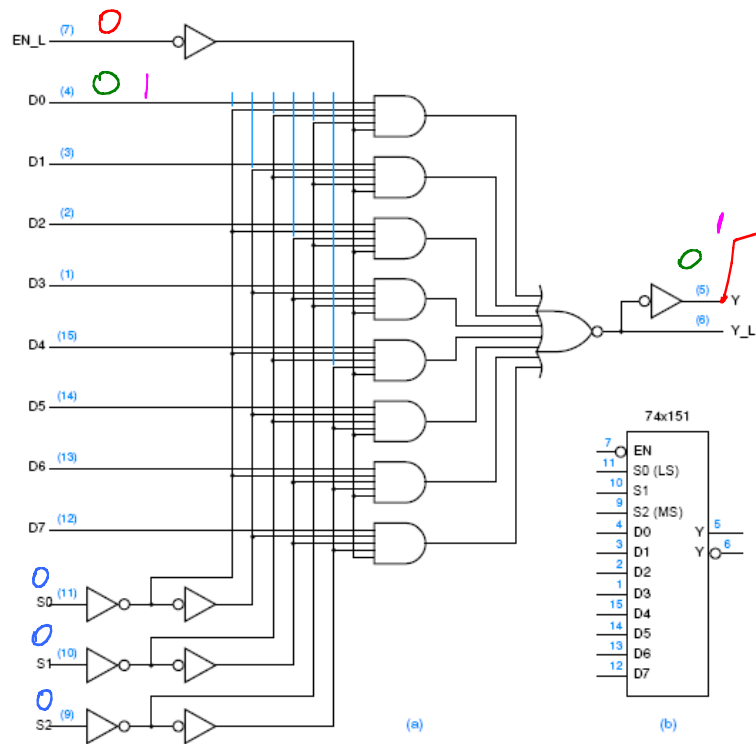 (7) 0
EN_L
(4) 0 1
D0
(3)
D1
(2)
D2
(1)
D3
(15)
D4
(14)
D5
(13)
D6
(12)
D7
1
0
(5)
Y
(6)
Y_L
0
S0 (11)
0
S1 (10)
0
S2 (9)
(a)
74x151
7 EN
11 S0 (LS)
10 S1
9 S2 (MS)
4 D0 Y 5
3 D1 Y 6
2 D2
1 D3
15 D4
14 D5
13 D6
12 D7
(b)